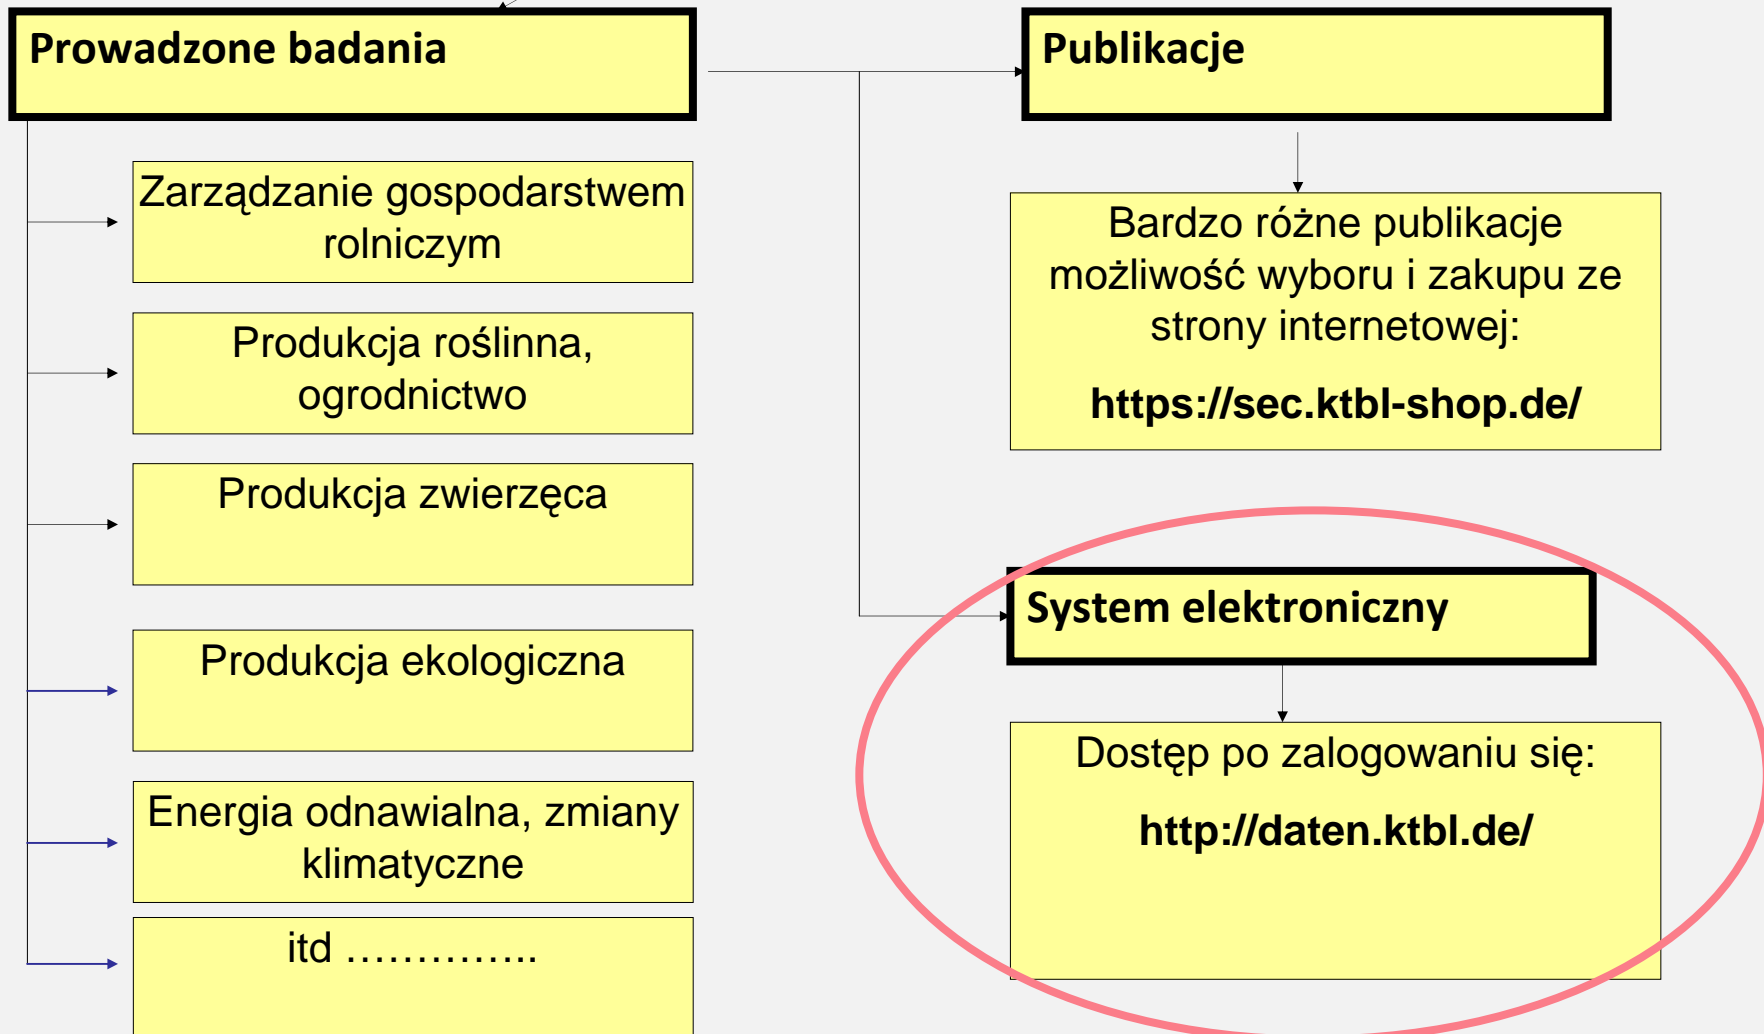 Prowadzone badania
Zarządzanie gospodarstwem
rolniczym
Produkcja roślinna,
ogrodnictwo
Produkcja zwierzęca
Produkcja ekologiczna
Energia odnawialna, zmiany
klimatyczne
itd …………..
Publikacje
Bardzo różne publikacje
możliwość wyboru i zakupu ze
strony internetowej:
https://sec.ktbl-shop.de/
System elektroniczny
Dostęp po zalogowaniu się:
http://daten.ktbl.de/